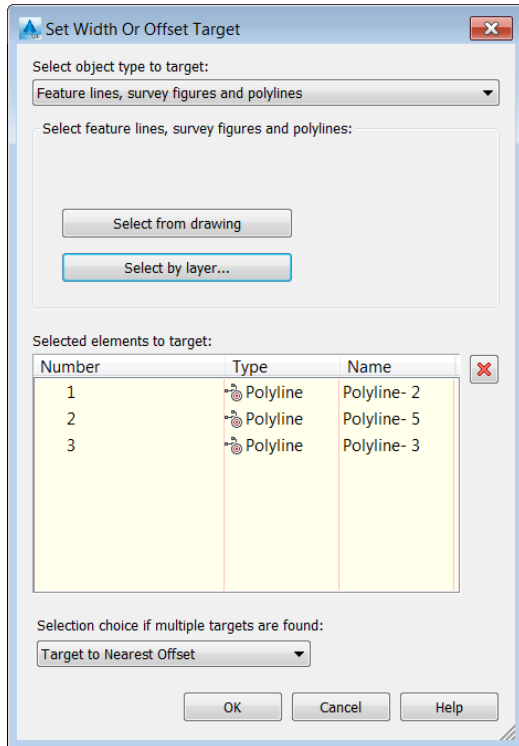 Set Width Or Offset Target
Select object type to target:
Feature lines, survey figures and polylines
Select feature lines, survey figures and polylines:
Select from drawing
Select by layer...
Selected elements to target:
Number Type Name
1 Polyline Polyline- 2
2 Polyline Polyline- 5
3 Polyline Polyline- 3
Selection choice if multiple targets are found:
Target to Nearest Offset
OK Cancel Help